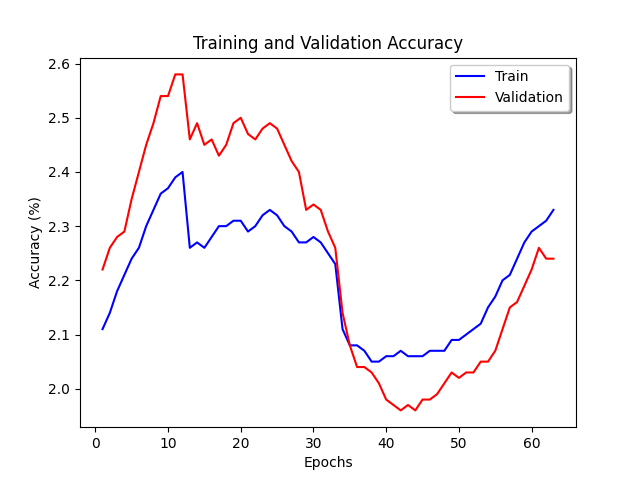 Training and Validation Accuracy
Train
Validation
2.6
2.5
2.4
2.3
2.2
2.1
2.0
Accuracy (%)
0 10 20 30 40 50 60
Epochs